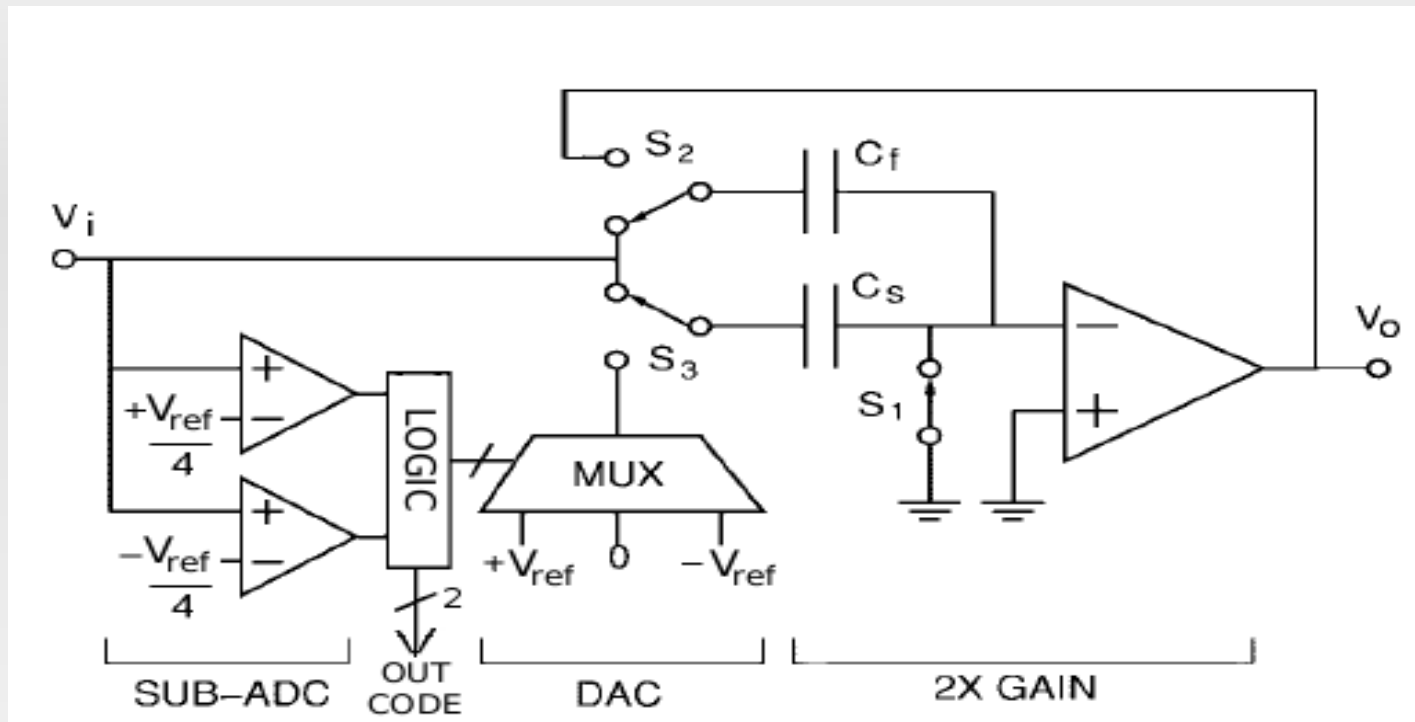 S2
Cf
Vi
Cs
Vo
S3
S1
+
−
+
−
+Vref
4
+
−
−Vref
4
LOGIC
MUX
+Vref
0
−Vref
2
OUT
CODE
SUB−ADC
DAC
2X GAIN